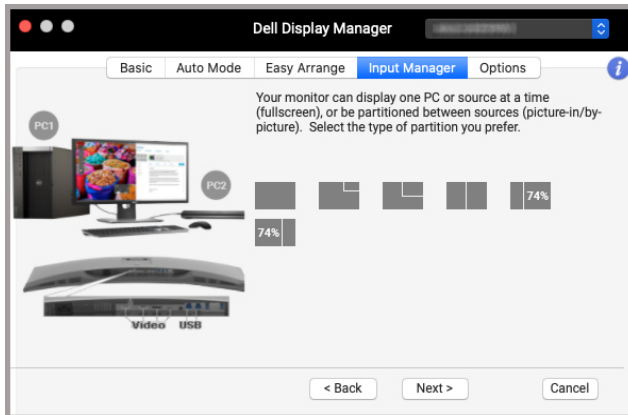 Dell Display Manager
Basic
Auto Mode
Easy Arrange
Input Manager
Options
i
Your monitor can display one PC or source at a time
(fullscreen), or be partitioned between sources (picture-in/by-
picture). Select the type of partition you prefer.
PC1
PC2
74%
74%
Video USB
< Back
Next >
Cancel